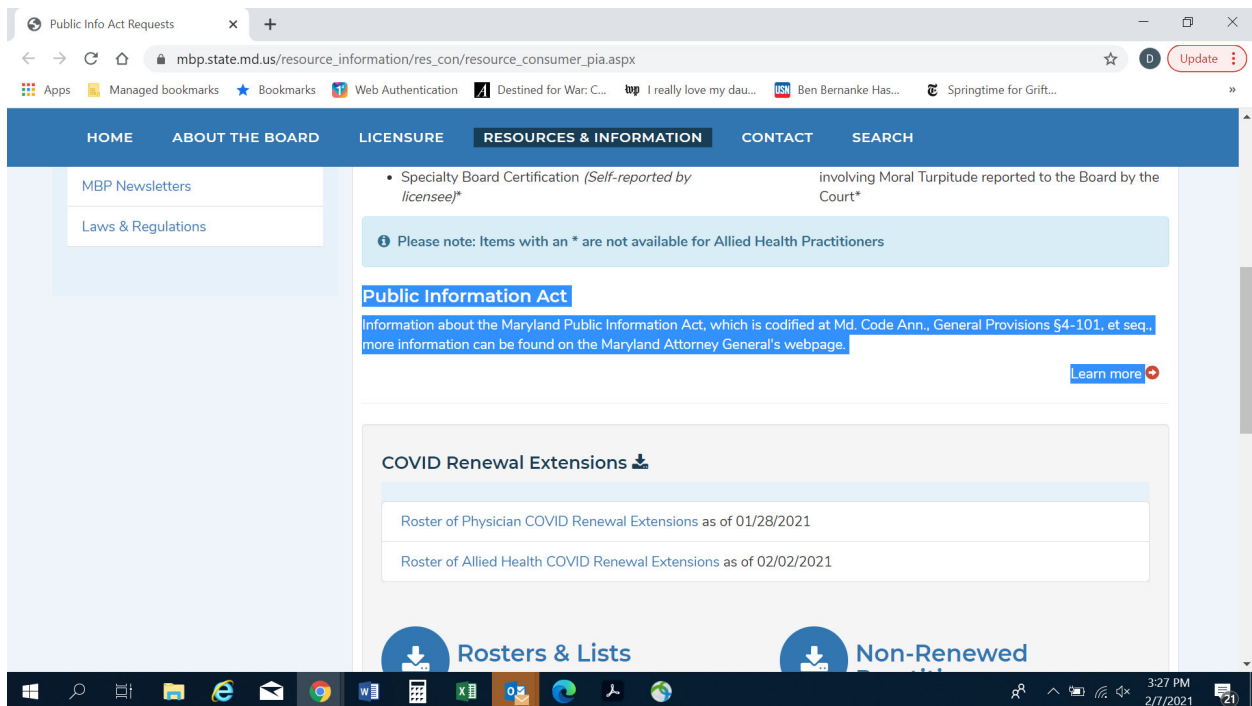 Public Info Act Requests
mbp.state.md.us/resource_information/res_con/resource_consumer_pia.aspx
D
Update
Apps
Managed bookmarks
Bookmarks
Web Authentication
Destined for War: C...
I really love my dau...
Ben Bernanke Has...
Springtime for Grift...
»
HOME
ABOUT THE BOARD
LICENSURE
RESOURCES & INFORMATION
CONTACT
SEARCH
MBP Newsletters
Laws & Regulations
• Specialty Board Certification (Self-reported by
licensee)*
involving Moral Turpitude reported to the Board by the
Court*
Please note: Items with an * are not available for Allied Health Practitioners
Public Information Act
Information about the Maryland Public Information Act, which is codified at Md. Code Ann., General Provisions §4-101, et seq.,
more information can be found on the Maryland Attorney General's webpage.
Learn more
COVID Renewal Extensions
Roster of Physician COVID Renewal Extensions as of 01/28/2021
Roster of Allied Health COVID Renewal Extensions as of 02/02/2021
Rosters & Lists
Non-Renewed
3:27 PM
2/7/2021
21